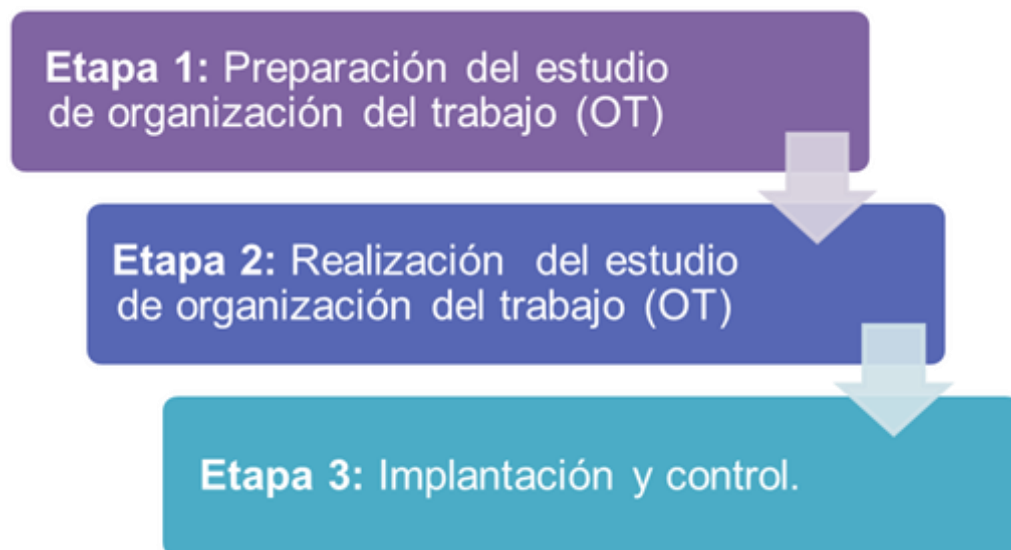 Etapa 1: Preparación del estudio
de organización del trabajo (OT)
Etapa 2: Realización del estudio
de organización del trabajo (OT)
Etapa 3: Implantación y control.